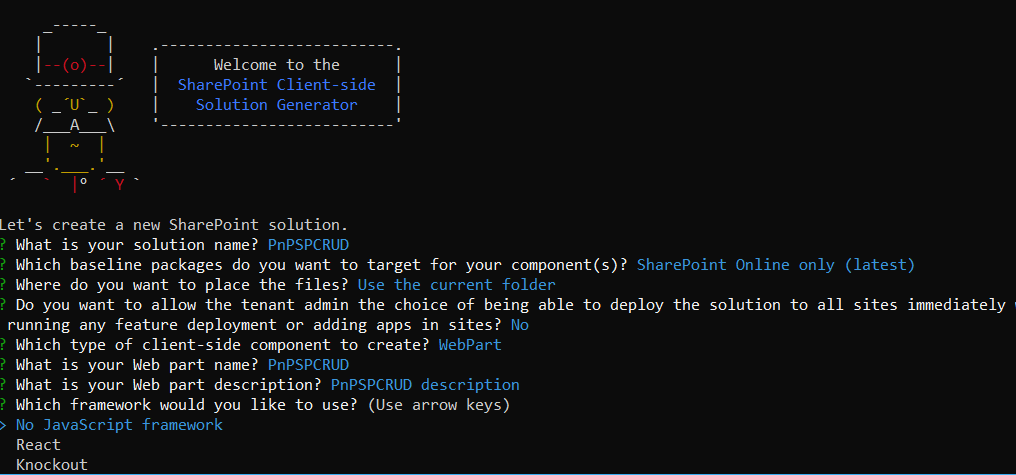 Welcome to the
SharePoint Client-side
Solution Generator
Let's create a new SharePoint solution.
? What is your solution name? PnPSPCRUD
? Which baseline packages do you want to target for your component(s)? SharePoint Online only (latest)
? Where do you want to place the files? Use the current folder
? Do you want to allow the tenant admin the choice of being able to deploy the solution to all sites immediately
running any feature deployment or adding apps in sites? No
? Which type of client-side component to create? WebPart
? What is your Web part name? PnPSPCRUD
? What is your Web part description? PnPSPCRUD description
? Which framework would you like to use? (Use arrow keys)
> No JavaScript framework
React
Knockout